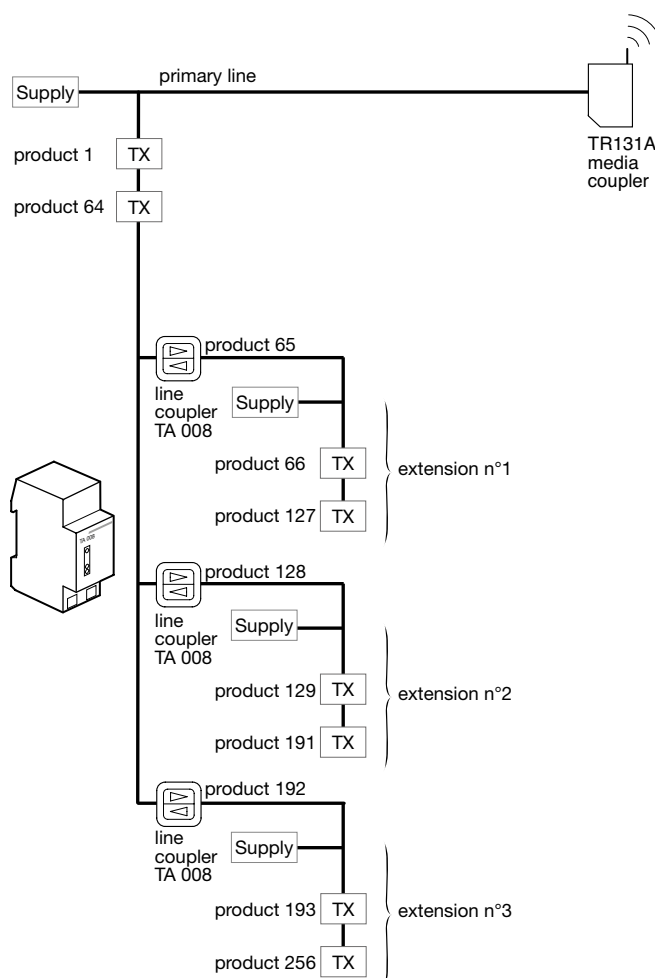 primary line
Supply
TR131A
media
coupler
product 1 TX
product 64 TX
product 65
line
coupler
TA 008
Supply
product 66 TX
extension n°1
product 127 TX
TA 008
product 128
line
coupler
TA 008
Supply
product 129 TX
extension n°2
product 191 TX
product 192
line
coupler
TA 008
Supply
product 193 TX
extension n°3
product 256 TX